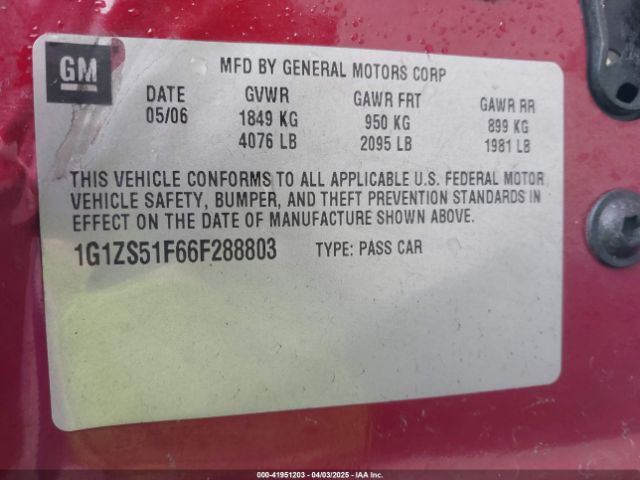 GM
MFD BY GENERAL MOTORS CORP
DATE GVWR GAWR FRT GAWR RR
05/06 1849 KG 950 KG 899 KG
4076 LB 2095 LB 1981 LB
THIS VEHICLE CONFORMS TO ALL APPLICABLE U.S. FEDERAL MOTOR
VEHICLE SAFETY, BUMPER, AND THEFT PREVENTION STANDARDS IN
EFFECT ON THE DATE OF MANUFACTURE SHOWN ABOVE.
1G1ZS51F66F288803 TYPE: PASS CAR
000-41951203 - 04/03/2025 - IAA Inc.